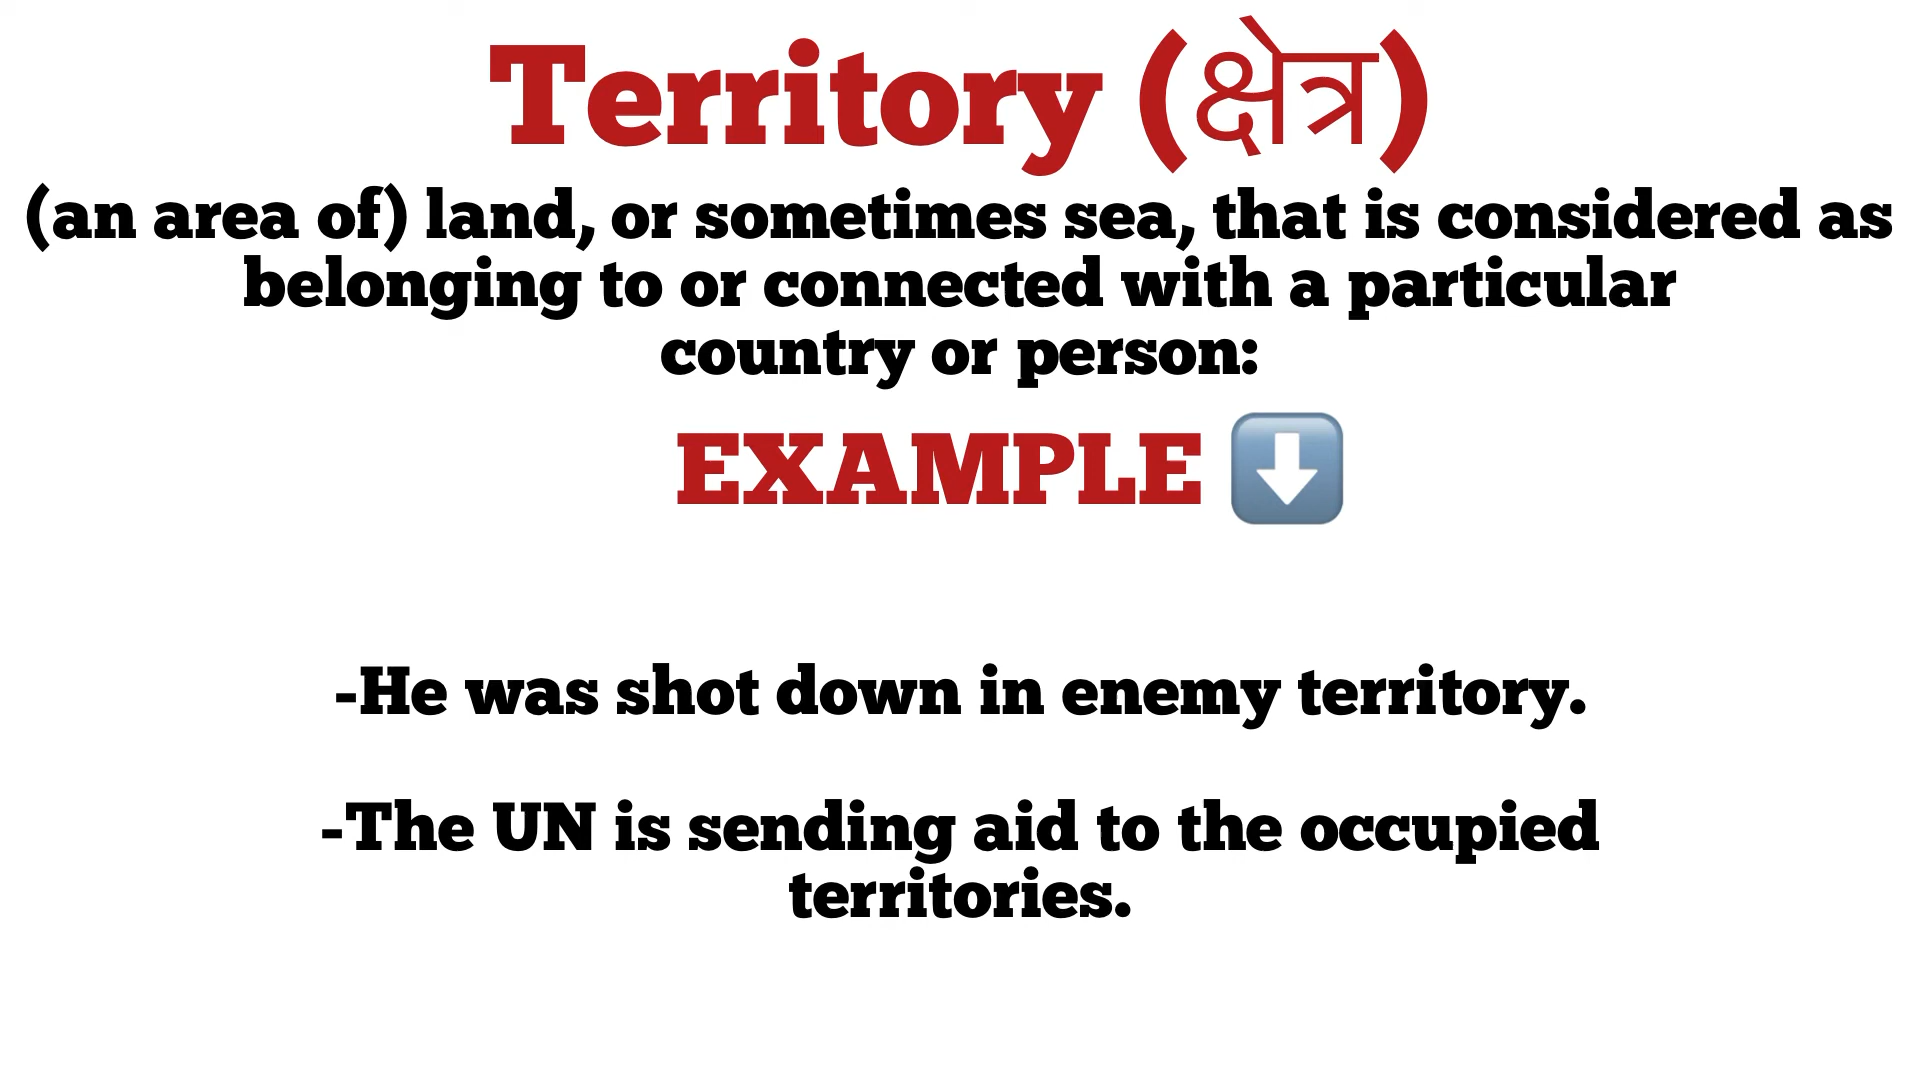 Territory (क्षेत्र)
(an area of) land, or sometimes sea, that is considered as
belonging to or connected with a particular
country or person:
EXAMPLE ⬇️
-He was shot down in enemy territory.
-The UN is sending aid to the occupied
territories.